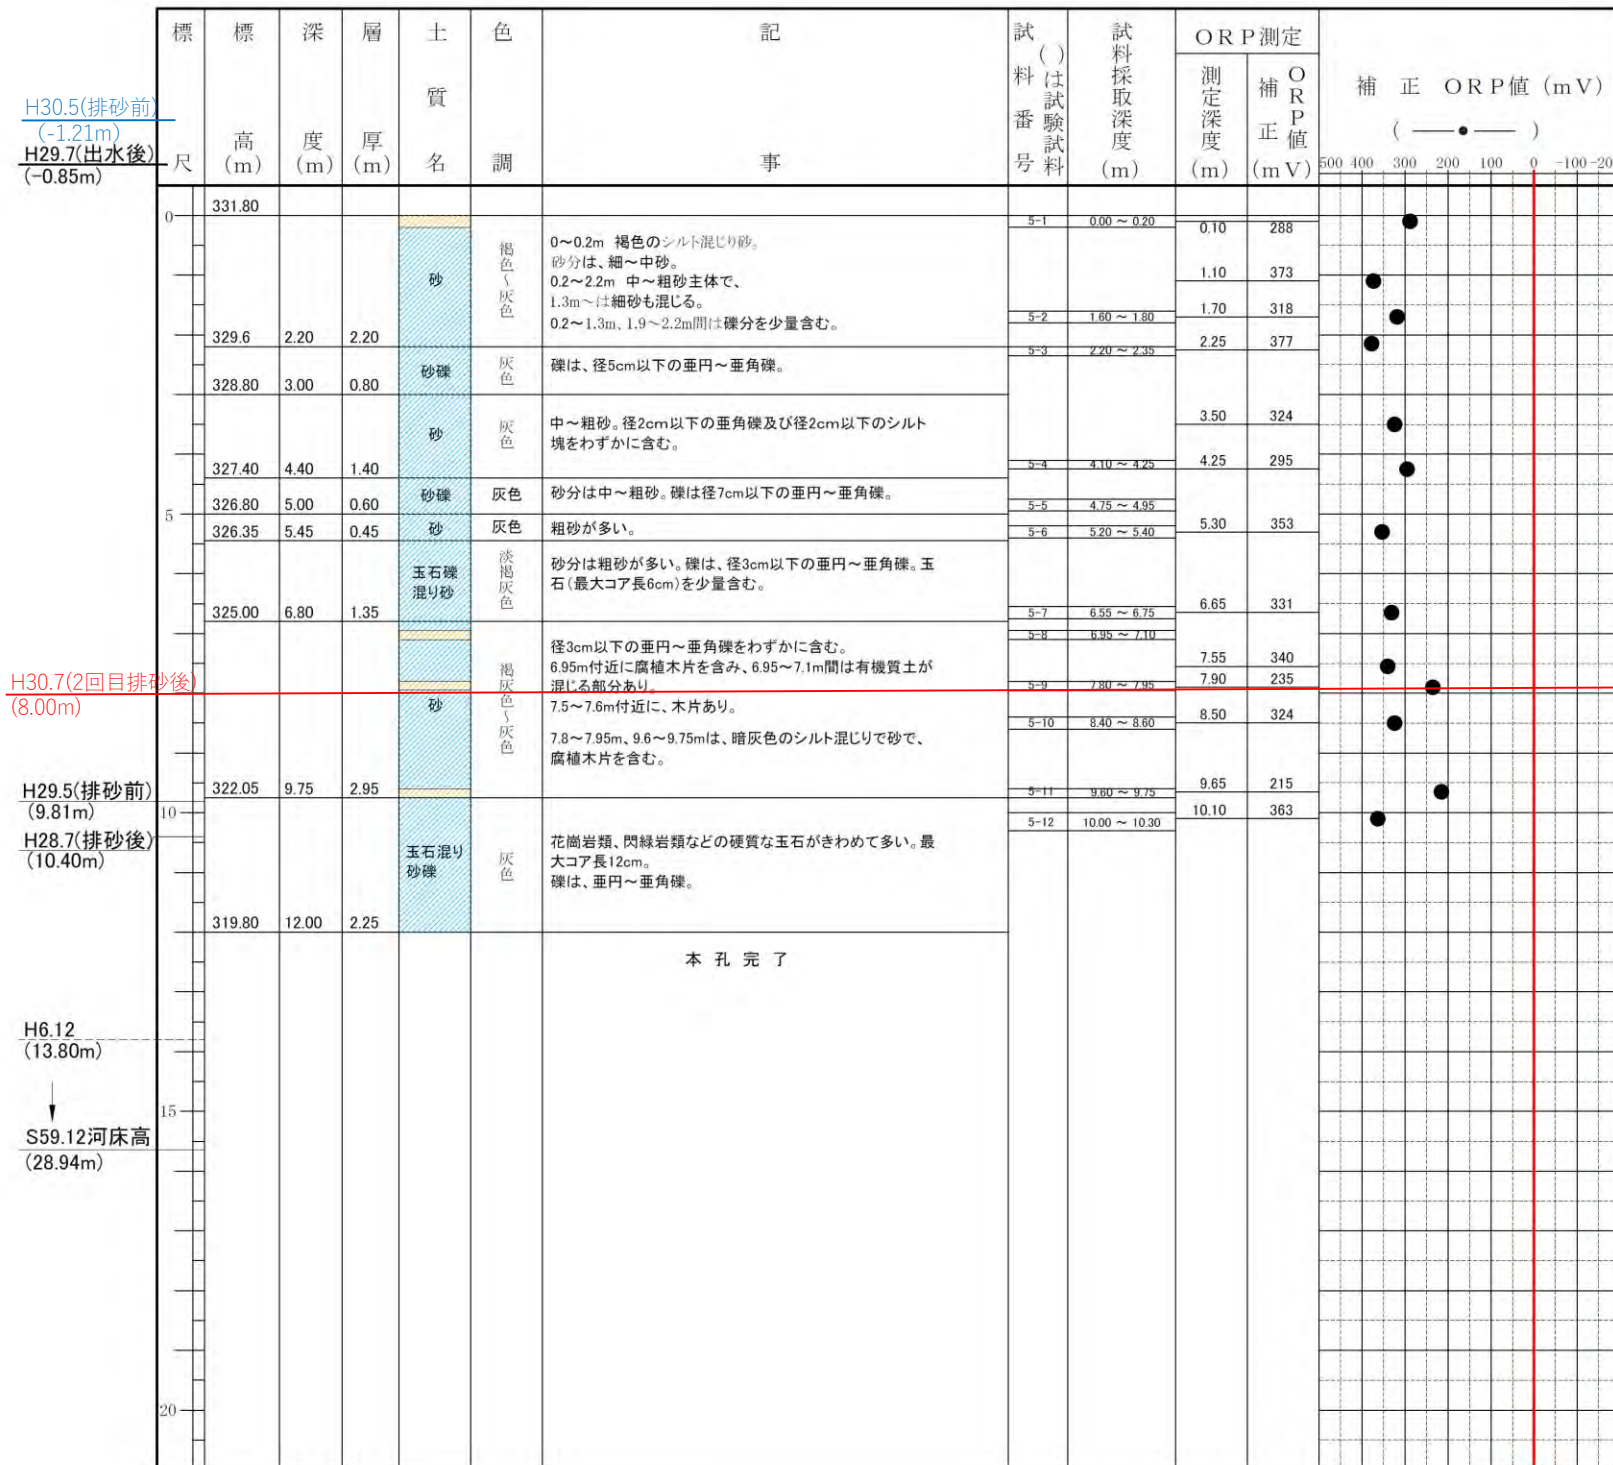 標尺
標高(m)
深度(m)
層厚(m)
土質名
色調
記事
試料番号
( )は試験試料
試料採取深度(m)
ORP測定
測定深度(m)
補正ORP値(mV)
補 正 ORP値(mV)
( ―●― )
500 400 300 200 100 0 -100 -20
H30.5(排砂前)
(-1.21m)
H29.7(出水後)
(-0.85m)
H30.7(2回目排砂後)
(8.00m)
H29.5(排砂前)
(9.81m)
H28.7(排砂後)
(10.40m)
H6.12
(13.80m)
S59.12河床高
(28.94m)
0
5
10
15
20
331.80
329.6 2.20 2.20
砂
褐色~灰色
0~0.2m 褐色のシルト混じり砂。
砂分は、細~中砂。
0.2~2.2m 中~粗砂主体で、
1.3m~は細砂も混じる。
0.2~1.3m、1.9~2.2m間は礫分を少量含む。
328.80 3.00 0.80
砂礫
灰色
礫は、径5cm以下の亜円~亜角礫。
327.40 4.40 1.40
砂
灰色
中~粗砂。径2cm以下の亜角礫及び径2cm以下のシルト
塊をわずかに含む。
326.80 5.00 0.60
砂礫
灰色
砂分は中~粗砂。礫は径7cm以下の亜円~亜角礫。
326.35 5.45 0.45
砂
灰色
粗砂が多い。
325.00 6.80 1.35
玉石礫
混り砂
淡褐灰色
砂分は粗砂が多い。礫は、径3cm以下の亜円~亜角礫。玉
石(最大コア長6cm)を少量含む。
322.05 9.75 2.95
砂
褐灰色~灰色
径3cm以下の亜円~亜角礫をわずかに含む。
6.95m付近に腐植木片を含み、6.95~7.1m間は有機質土が
混じる部分あり。
7.5~7.6m付近に、木片あり。
7.8~7.95m、9.6~9.75mは、暗灰色のシルト混じりで砂で、
腐植木片を含む。
319.80 12.00 2.25
玉石混り
砂礫
灰色
花崗岩類、閃緑岩類などの硬質な玉石がきわめて多い。最
大コア長12cm。
礫は、亜円~亜角礫。
本 孔 完 了
5-1 0.00 ~ 0.20
5-2 1.60 ~ 1.80
5-3 2.20 ~ 2.35
5-4 4.10 ~ 4.25
5-5 4.75 ~ 4.95
5-6 5.20 ~ 5.40
5-7 6.55 ~ 6.75
5-8 6.95 ~ 7.10
5-9 7.80 ~ 7.95
5-10 8.40 ~ 8.60
5-11 9.60 ~ 9.75
5-12 10.00 ~ 10.30
0.10 288
1.10 373
1.70 318
2.25 377
3.50 324
4.25 295
5.30 353
6.65 331
7.55 340
7.90 235
8.50 324
9.65 215
10.10 363